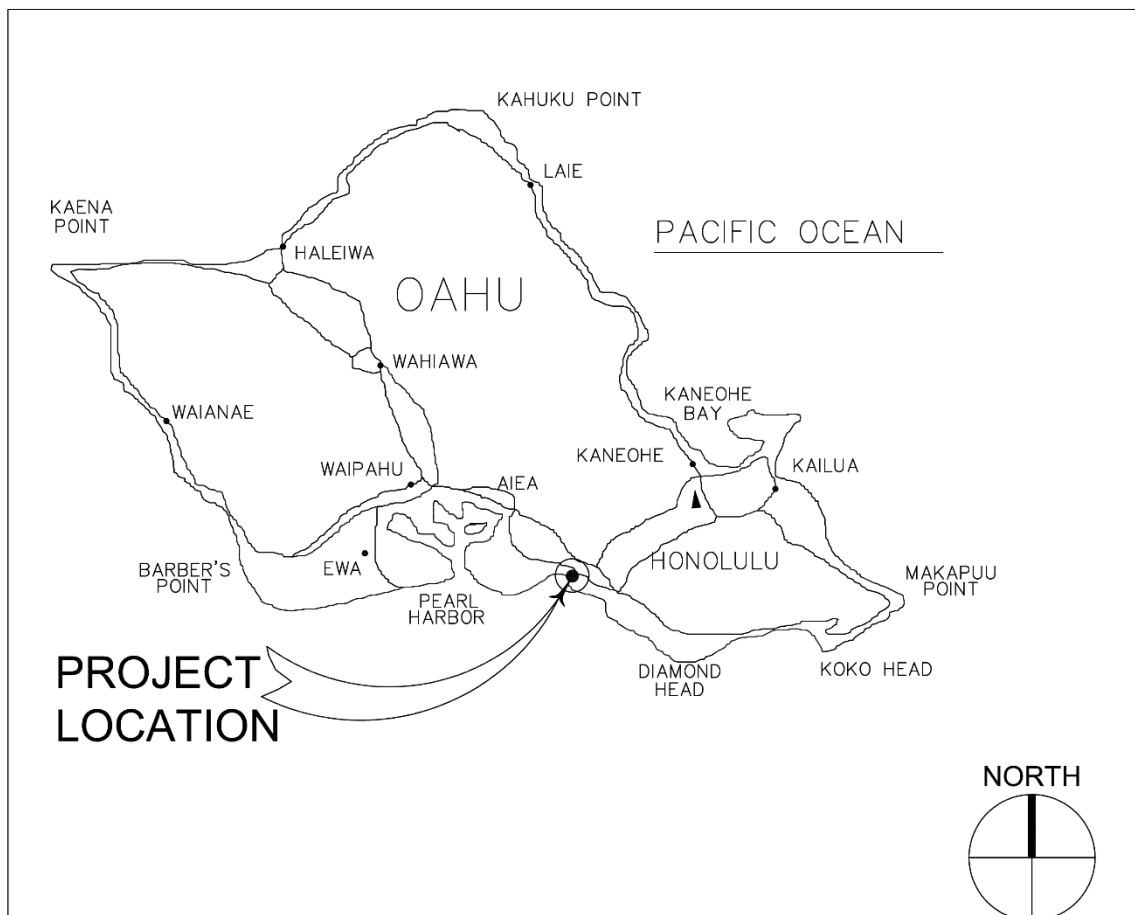 KAHUKU POINT
LAIE
KAENA
POINT
PACIFIC OCEAN
HALEIWA
OAHU
WAHIAWA
KANEOHE
BAY
WAIANAE
KANEOHE
KAILUA
WAIPAHU
AIEA
HONOLULU
EWA
BARBER'S
POINT
MAKAPUU
POINT
PEARL
HARBOR
DIAMOND
HEAD
KOKO HEAD
PROJECT
LOCATION
NORTH